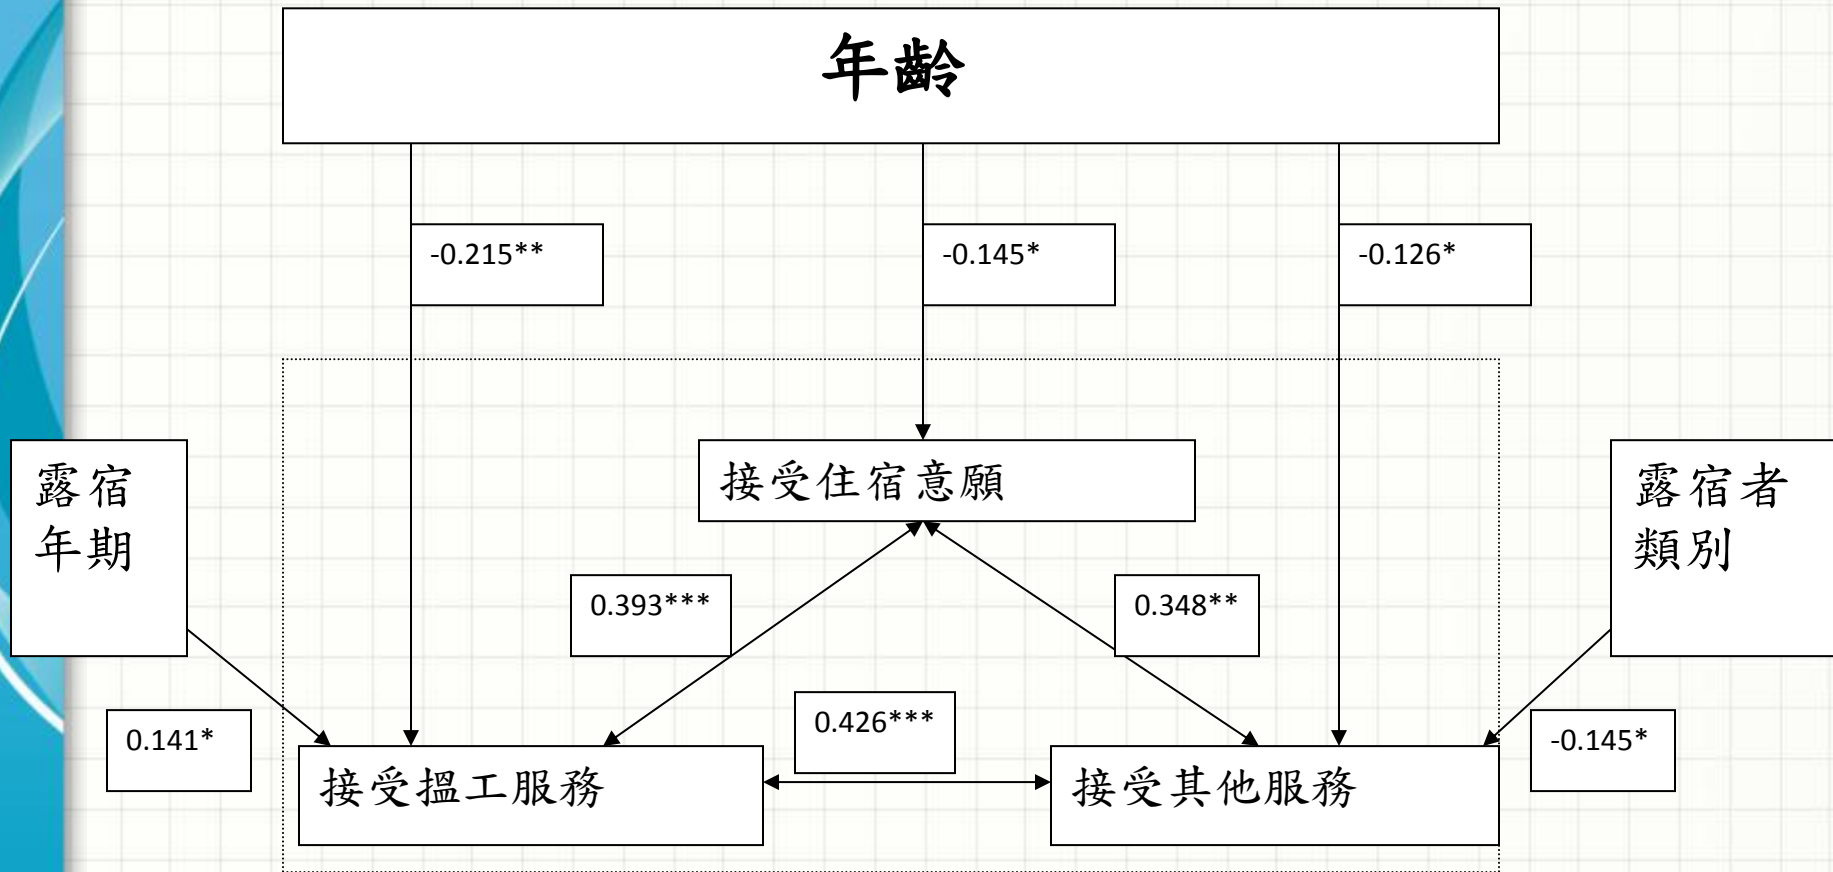 年齡
-0.215**
-0.145*
-0.126*
露宿
年期
接受住宿意願
露宿者
類別
0.393***
0.348**
0.141*
0.426***
-0.145*
接受搵工服務
接受其他服務